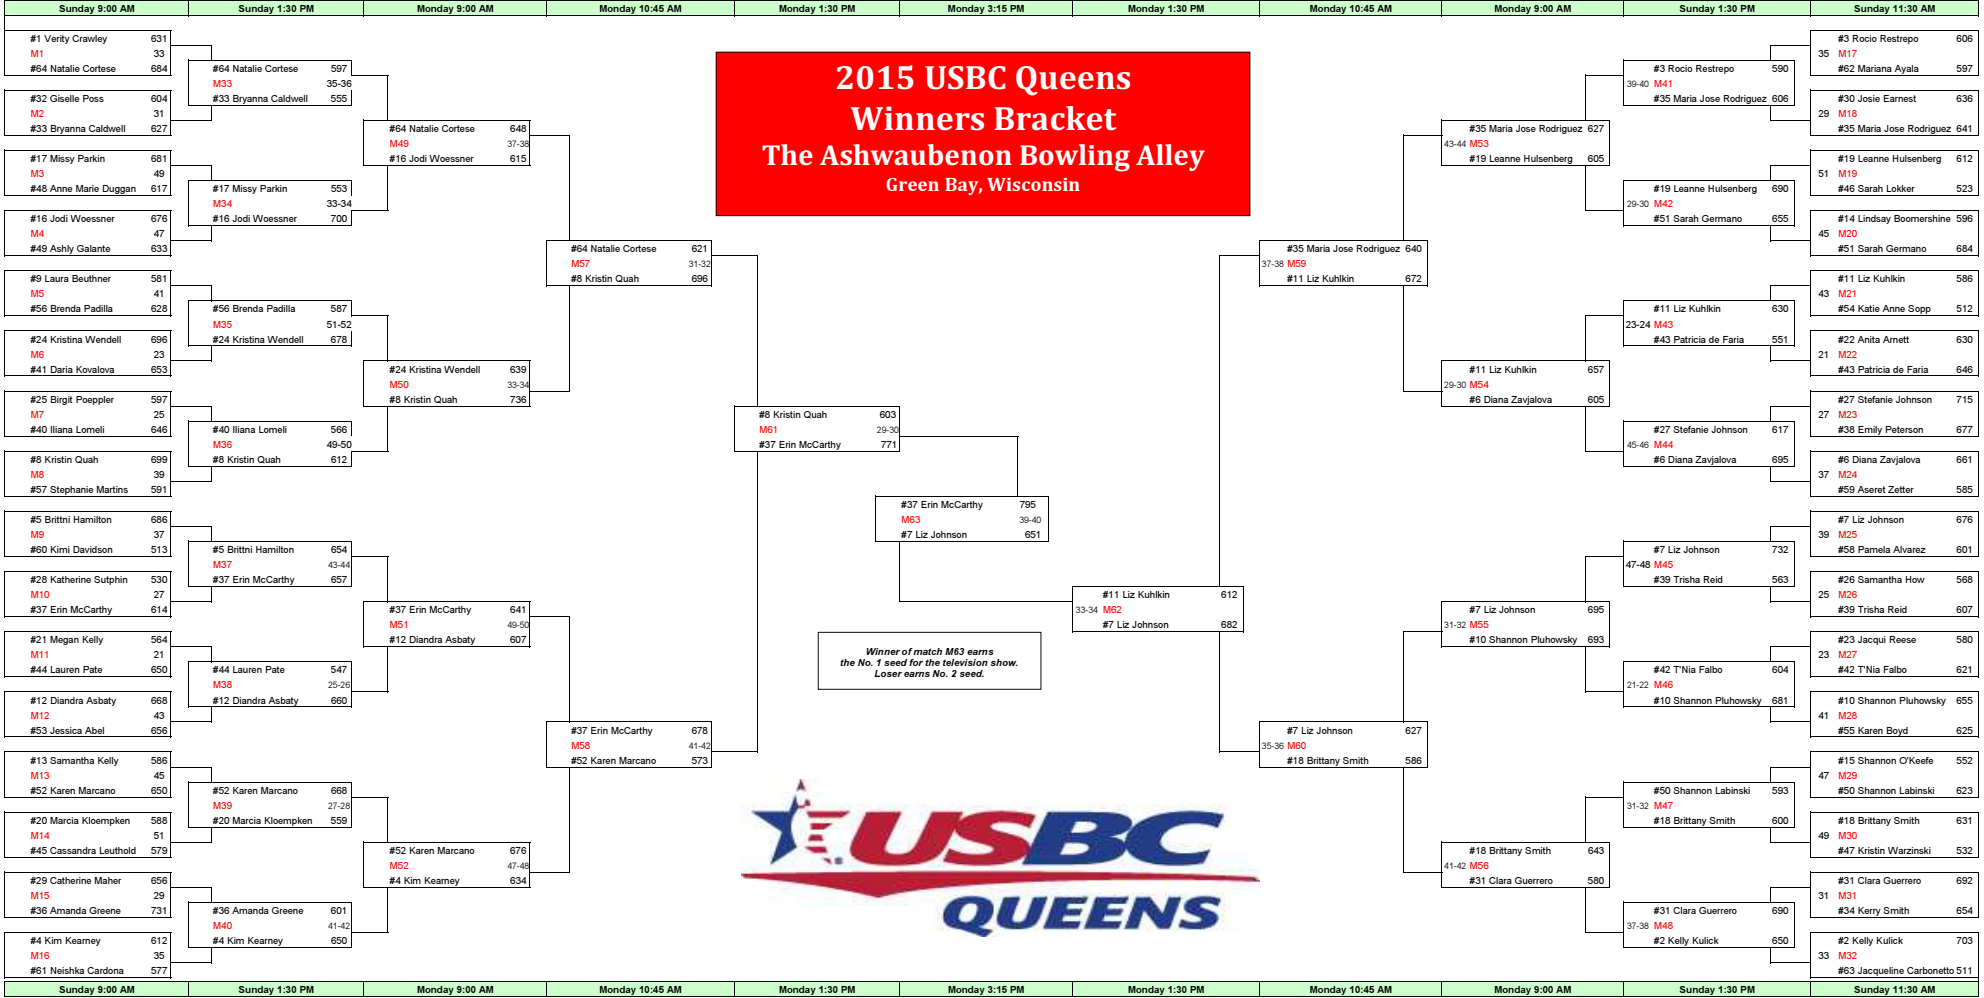 Sunday 9:00 AM Sunday 1:30 PM Monday 9:00 AM Monday 10:45 AM Monday 1:30 PM Monday 3:15 PM Monday 1:30 PM Monday 10:45 AM Monday 9:00 AM Sunday 1:30 PM Sunday 11:30 AM
#1 Verity Crawley 631
M1 33
#64 Natalie Cortese 684
#32 Giselle Poss 604
M2 31
#33 Bryanna Caldwell 627
#17 Missy Parkin 681
M3 49
#48 Anne Marie Duggan 617
#16 Jodi Woessner 676
M4 47
#49 Ashly Galante 633
#9 Laura Beuthner 581
M5 41
#56 Brenda Padilla 628
#24 Kristina Wendell 696
M6 23
#41 Daria Kovalova 653
#25 Birgit Poeppler 597
M7 25
#40 Iliana Lomeli 646
#8 Kristin Quah 699
M8 39
#57 Stephanie Martins 591
#5 Brittni Hamilton 686
M9 37
#60 Kimi Davidson 513
#28 Katherine Sutphin 530
M10 27
#37 Erin McCarthy 614
#21 Megan Kelly 564
M11 21
#44 Lauren Pate 650
#12 Diandra Asbaty 668
M12 43
#53 Jessica Abel 656
#13 Samantha Kelly 586
M13 45
#52 Karen Marcano 650
#20 Marcia Kloempken 588
M14 51
#45 Cassandra Leuthold 579
#29 Catherine Maher 656
M15 29
#36 Amanda Greene 731
#4 Kim Kearney 612
M16 35
#61 Neishka Cardona 577
#64 Natalie Cortese 597
M33 35-36
#33 Bryanna Caldwell 555
#17 Missy Parkin 553
M34 33-34
#16 Jodi Woessner 700
#56 Brenda Padilla 587
M35 51-52
#24 Kristina Wendell 678
#40 Iliana Lomeli 566
M36 49-50
#8 Kristin Quah 612
#5 Brittni Hamilton 654
M37 43-44
#37 Erin McCarthy 657
#44 Lauren Pate 547
M38 25-26
#12 Diandra Asbaty 660
#52 Karen Marcano 668
M39 27-28
#20 Marcia Kloempken 559
#36 Amanda Greene 601
M40 41-42
#4 Kim Kearney 650
#64 Natalie Cortese 648
M49 37-38
#16 Jodi Woessner 615
#24 Kristina Wendell 639
M50 33-34
#8 Kristin Quah 736
#37 Erin McCarthy 641
M51 49-50
#12 Diandra Asbaty 607
#52 Karen Marcano 676
M52 47-48
#4 Kim Kearney 634
#64 Natalie Cortese 621
M57 31-32
#8 Kristin Quah 696
#37 Erin McCarthy 678
M58 41-42
#52 Karen Marcano 573
2015 USBC Queens
Winners Bracket
The Ashwaubenon Bowling Alley
Green Bay, Wisconsin
#8 Kristin Quah 603
M61 29-30
#37 Erin McCarthy 771
#37 Erin McCarthy 795
M63 39-40
#7 Liz Johnson 651
#11 Liz Kuhlkin 612
33-34 M62
#7 Liz Johnson 682
Winner of match M63 earns
the No. 1 seed for the television show.
Loser earns No. 2 seed.
USBC
QUEENS
#35 Maria Jose Rodriguez 640
37-38 M59
#11 Liz Kuhlkin 672
#7 Liz Johnson 627
35-36 M60
#18 Brittany Smith 586
#35 Maria Jose Rodriguez 627
43-44 M53
#19 Leanne Hulsenberg 605
#11 Liz Kuhlkin 657
29-30 M54
#6 Diana Zavjalova 605
#7 Liz Johnson 695
31-32 M55
#10 Shannon Pluhowsky 693
#18 Brittany Smith 643
41-42 M56
#31 Clara Guerrero 580
#3 Rocio Restrepo 590
39-40 M41
#35 Maria Jose Rodriguez 606
#19 Leanne Hulsenberg 690
29-30 M42
#51 Sarah Germano 655
#11 Liz Kuhlkin 630
23-24 M43
#43 Patricia de Faria 551
#27 Stefanie Johnson 617
45-46 M44
#6 Diana Zavjalova 695
#7 Liz Johnson 732
47-48 M45
#39 Trisha Reid 563
#42 T'Nia Falbo 604
21-22 M46
#10 Shannon Pluhowsky 681
#50 Shannon Labinski 593
31-32 M47
#18 Brittany Smith 600
#31 Clara Guerrero 690
37-38 M48
#2 Kelly Kulick 650
#3 Rocio Restrepo 606
35 M17
#62 Mariana Ayala 597
#30 Josie Earnest 636
29 M18
#35 Maria Jose Rodriguez 641
#19 Leanne Hulsenberg 612
51 M19
#46 Sarah Lokker 523
#14 Lindsay Boomershine 596
45 M20
#51 Sarah Germano 684
#11 Liz Kuhlkin 586
43 M21
#54 Katie Anne Sopp 512
#22 Anita Arnett 630
21 M22
#43 Patricia de Faria 646
#27 Stefanie Johnson 715
27 M23
#38 Emily Peterson 677
#6 Diana Zavjalova 661
37 M24
#59 Aseret Zetter 585
#7 Liz Johnson 676
39 M25
#58 Pamela Alvarez 601
#26 Samantha How 568
25 M26
#39 Trisha Reid 607
#23 Jacqui Reese 580
23 M27
#42 T'Nia Falbo 621
#10 Shannon Pluhowsky 655
41 M28
#55 Karen Boyd 625
#15 Shannon O'Keefe 552
47 M29
#50 Shannon Labinski 623
#18 Brittany Smith 631
49 M30
#47 Kristin Warzinski 532
#31 Clara Guerrero 692
31 M31
#34 Kerry Smith 654
#2 Kelly Kulick 703
33 M32
#63 Jacqueline Carbonetto 511
Sunday 9:00 AM Sunday 1:30 PM Monday 9:00 AM Monday 10:45 AM Monday 1:30 PM Monday 3:15 PM Monday 1:30 PM Monday 10:45 AM Monday 9:00 AM Sunday 1:30 PM Sunday 11:30 AM